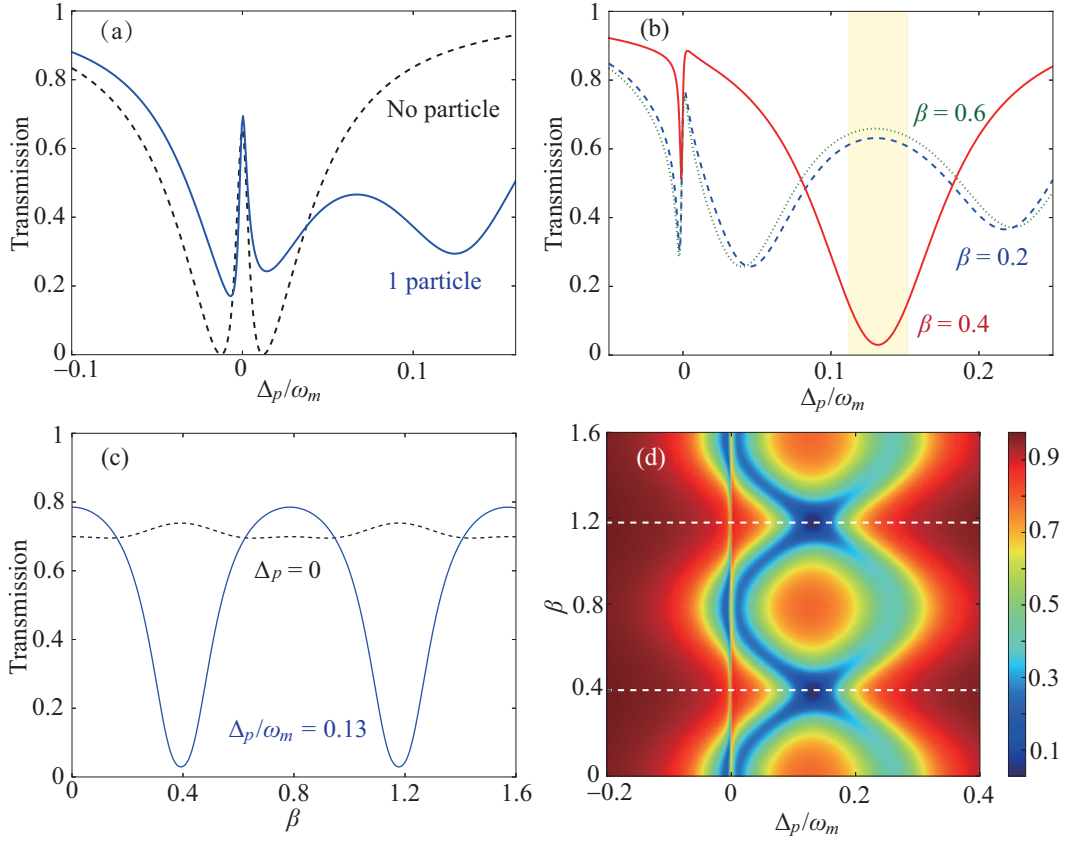 (a)
Transmission
1
0.8
0.6
0.4
0.2
0
−0.1
0
0.1
Δp/ωm
No particle
1 particle
(b)
Transmission
1
0.8
0.6
0.4
0.2
0
0
0.1
0.2
Δp/ωm
β = 0.6
β = 0.2
β = 0.4
(c)
Transmission
1
0.8
0.6
0.4
0.2
0
0
0.4
0.8
1.2
1.6
β
Δp = 0
Δp/ωm = 0.13
(d)
β
1.6
1.2
0.8
0.4
0
−0.2
0
0.2
0.4
Δp/ωm
0.9
0.7
0.5
0.3
0.1